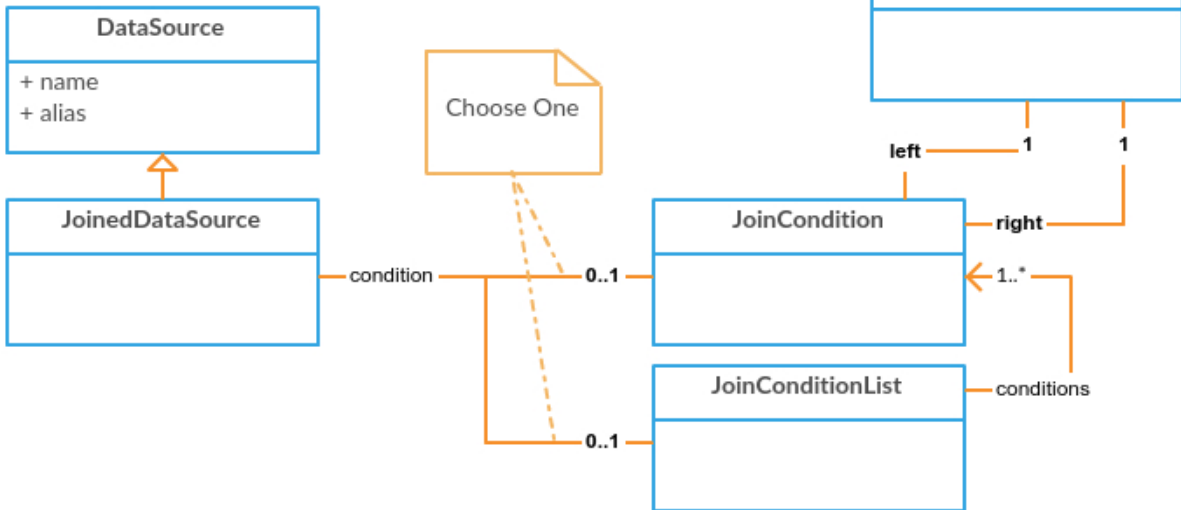 DataSource
+ name
+ alias
Choose One
left
1
1
JoinedDataSource
JoinCondition
right
condition
0..1
1..*
JoinConditionList
conditions
0..1